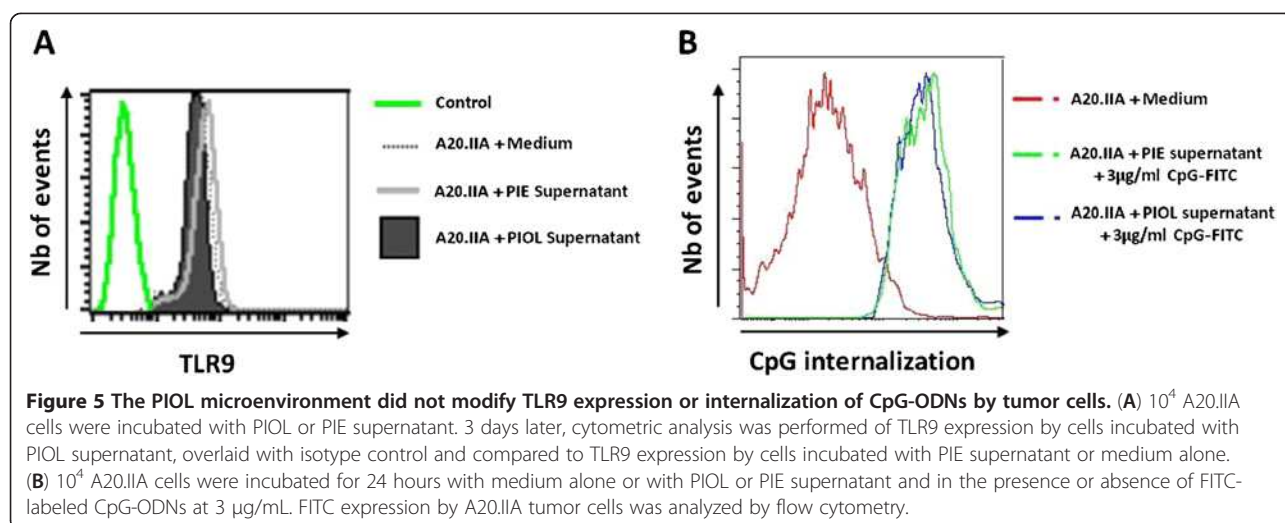 A
Nb of events
TLR9
Control
A20.IIA + Medium
A20.IIA + PIE Supernatant
A20.IIA + PIOL Supernatant
B
Nb of events
CpG internalization
A20.IIA + Medium
A20.IIA + PIE supernatant
+ 3µg/ml CpG-FITC
A20.IIA + PIOL supernatant
+ 3µg/ml CpG-FITC
Figure 5 The PIOL microenvironment did not modify TLR9 expression or internalization of CpG-ODNs by tumor cells. (A) 10⁴ A20.IIA
cells were incubated with PIOL or PIE supernatant. 3 days later, cytometric analysis was performed of TLR9 expression by cells incubated with
PIOL supernatant, overlaid with isotype control and compared to TLR9 expression by cells incubated with PIE supernatant or medium alone.
(B) 10⁴ A20.IIA cells were incubated for 24 hours with medium alone or with PIOL or PIE supernatant and in the presence or absence of FITC-
labeled CpG-ODNs at 3 µg/mL. FITC expression by A20.IIA tumor cells was analyzed by flow cytometry.